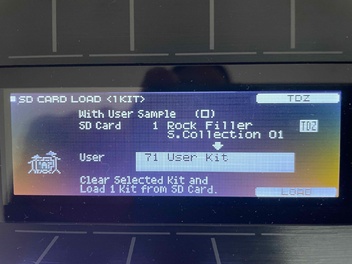 SD CARD LOAD <1KIT>
TDZ
With User Sample (□)
SD Card 1 Rock Filler TDZ
S.Collection 01
User 71 User Kit
Clear Selected Kit and
Load 1 Kit from SD Card.
LOAD